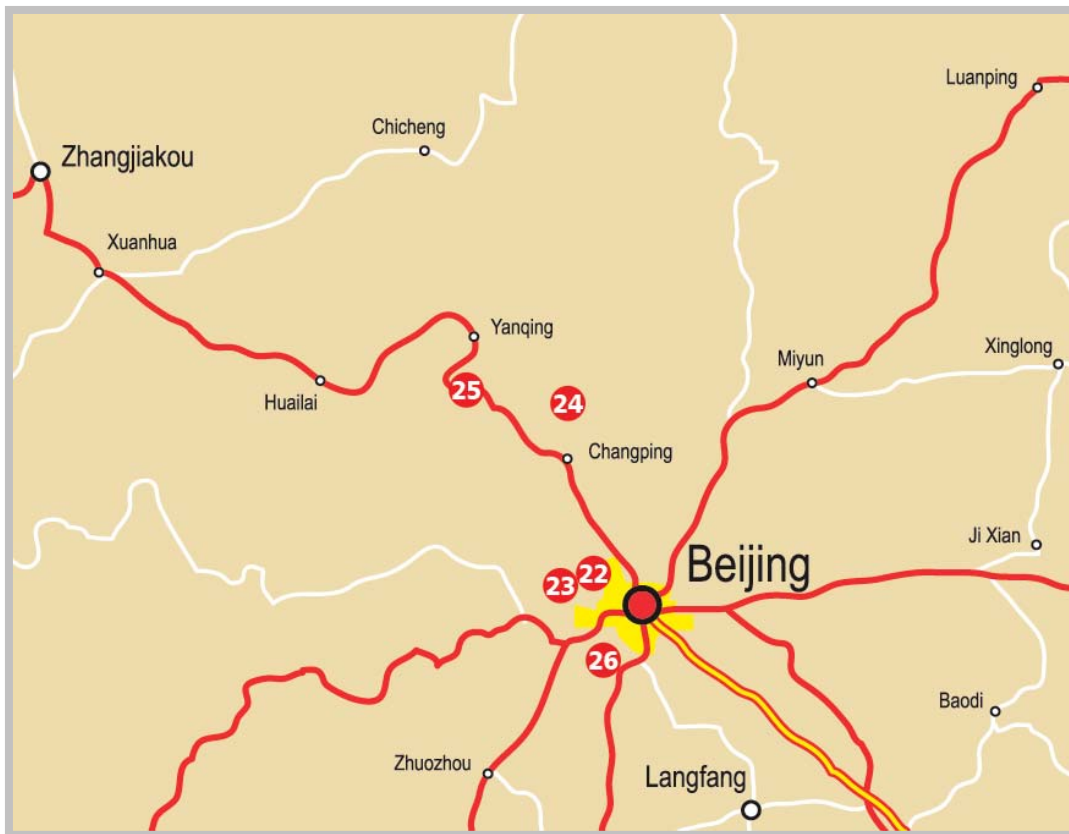 Luanping
Chicheng
Zhangjiakou
Xuanhua
Yanqing
Xinglong
Miyun
Huailai
25
24
Changping
Ji Xian
Beijing
22
23
26
Baodi
Zhuozhou
Langfang